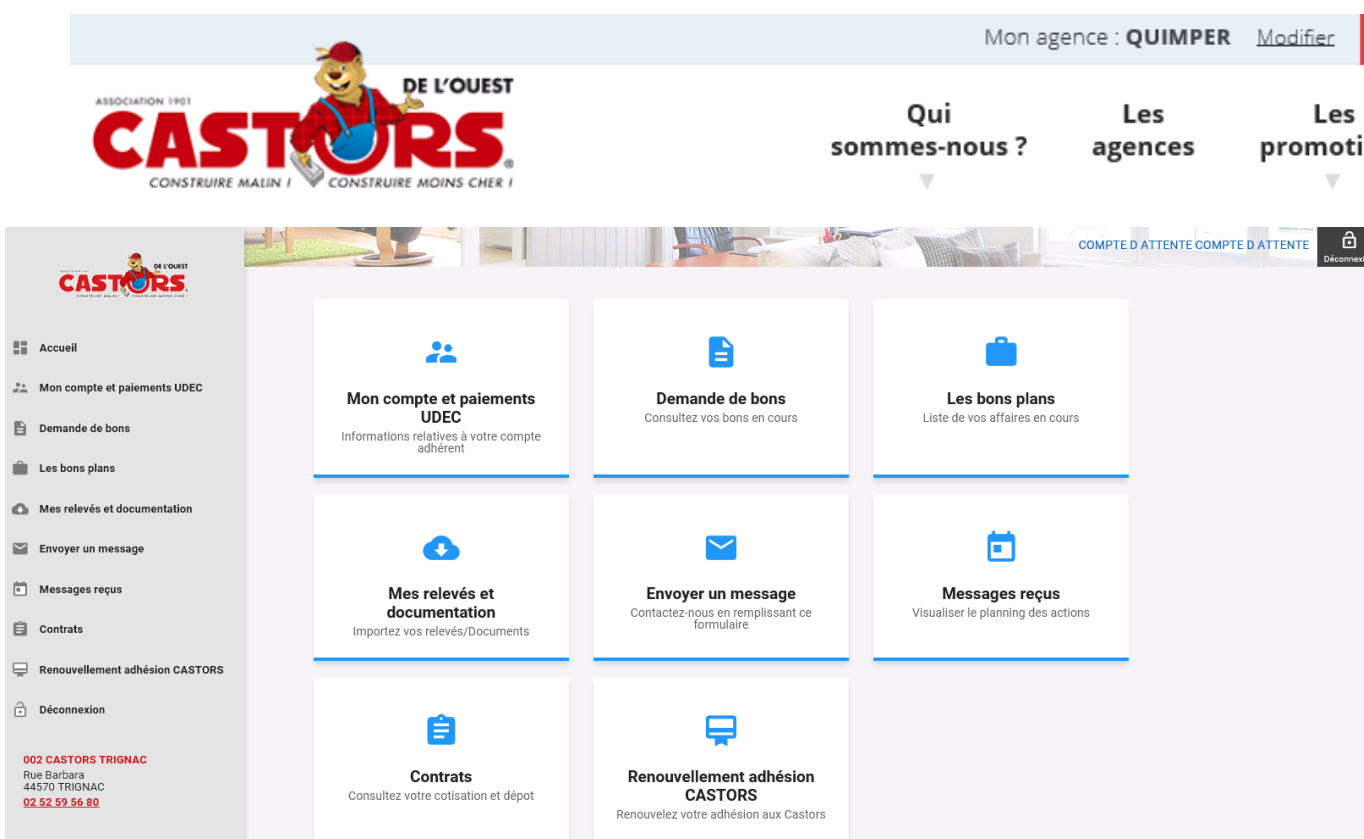 Mon agence : QUIMPER Modifier
DE L'OUEST
ASSOCIATION 1901
CASTORS
CONSTRUIRE MALIN ! CONSTRUIRE MOINS CHER !
Qui
sommes-nous ?
Les
agences
Les
promoti
COMPTE D ATTENTE COMPTE D ATTENTE
Déconnexi
DE L'OUEST
CASTORS
Accueil
Mon compte et paiements UDEC
Demande de bons
Les bons plans
Mes relevés et documentation
Envoyer un message
Messages reçus
Contrats
Renouvellement adhésion CASTORS
Déconnexion
002 CASTORS TRIGNAC
Rue Barbara
44570 TRIGNAC
02 52 59 56 80
Mon compte et paiements
UDEC
Informations relatives à votre compte
adhérent
Demande de bons
Consultez vos bons en cours
Les bons plans
Liste de vos affaires en cours
Mes relevés et
documentation
Importez vos relevés/Documents
Envoyer un message
Contactez-nous en remplissant ce
formulaire
Messages reçus
Visualiser le planning des actions
Contrats
Consultez votre cotisation et dépot
Renouvellement adhésion
CASTORS
Renouvelez votre adhésion aux Castors